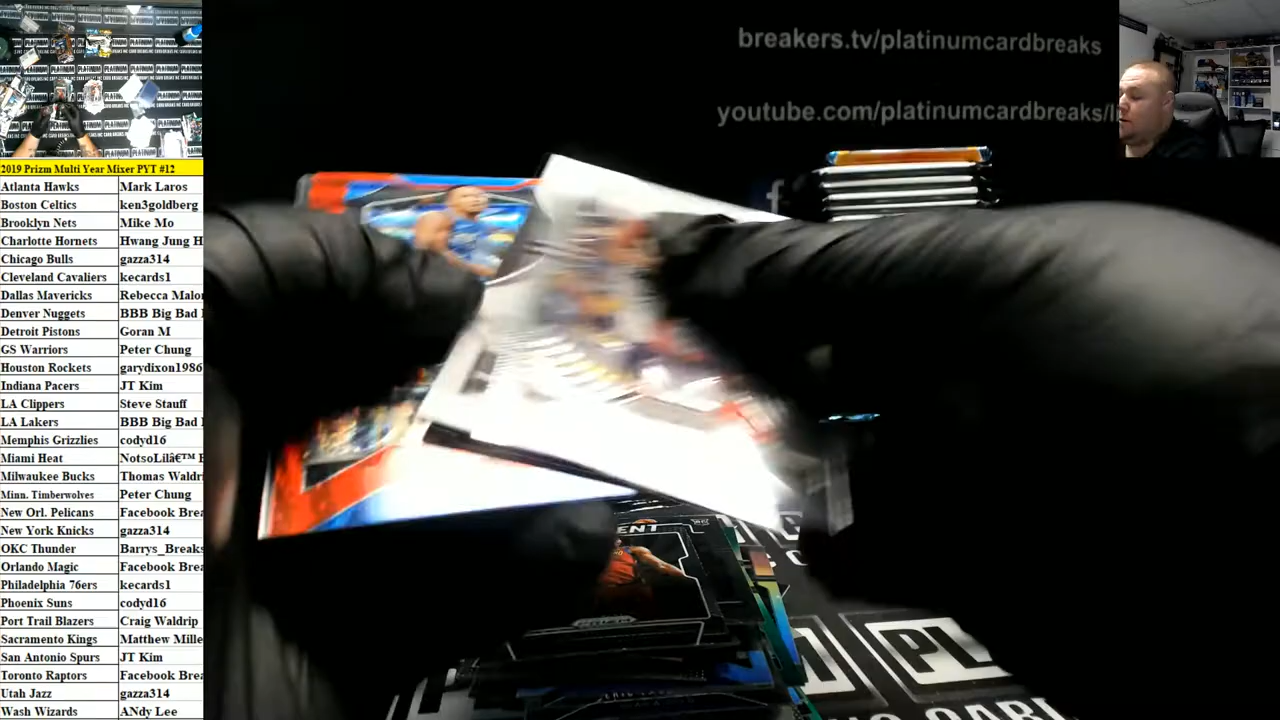 breakers.tv/platinumcardbreaks
youtube.com/platinumcardbreaks/l
2019 Prizm Multi Year Mixer PYT #12
Atlanta Hawks Mark Laros
Boston Celtics ken3goldberg
Brooklyn Nets Mike Mo
Charlotte Hornets Hwang Jung H
Chicago Bulls gazza314
Cleveland Cavaliers kecards1
Dallas Mavericks Rebecca Malo
Denver Nuggets BBB Big Bad
Detroit Pistons Goran M
GS Warriors Peter Chung
Houston Rockets garydixon1986
Indiana Pacers JT Kim
LA Clippers Steve Stauff
LA Lakers BBB Big Bad
Memphis Grizzlies codyd16
Miami Heat NotsoLilâ€™
Milwaukee Bucks Thomas Waldr
Minn. Timberwolves Peter Chung
New Orl. Pelicans Facebook Brea
New York Knicks gazza314
OKC Thunder Barrys_Breaks
Orlando Magic Facebook Brea
Philadelphia 76ers kecards1
Phoenix Suns codyd16
Port Trail Blazers Craig Waldrip
Sacramento Kings Matthew Mille
San Antonio Spurs JT Kim
Toronto Raptors Facebook Brea
Utah Jazz gazza314
Wash Wizards ANdy Lee
ENT
PL